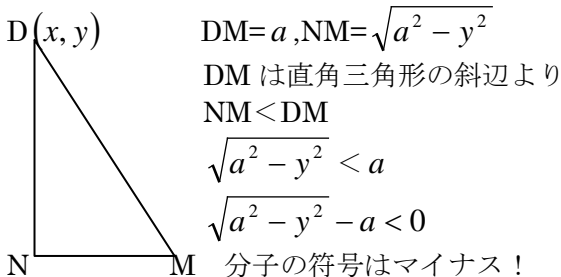 D(x, y)
DM=a ,NM=√(a² − y²)
DM は直角三角形の斜辺より
NM＜DM
√(a² − y²) < a
√(a² − y²) − a < 0
N
M
分子の符号はマイナス！